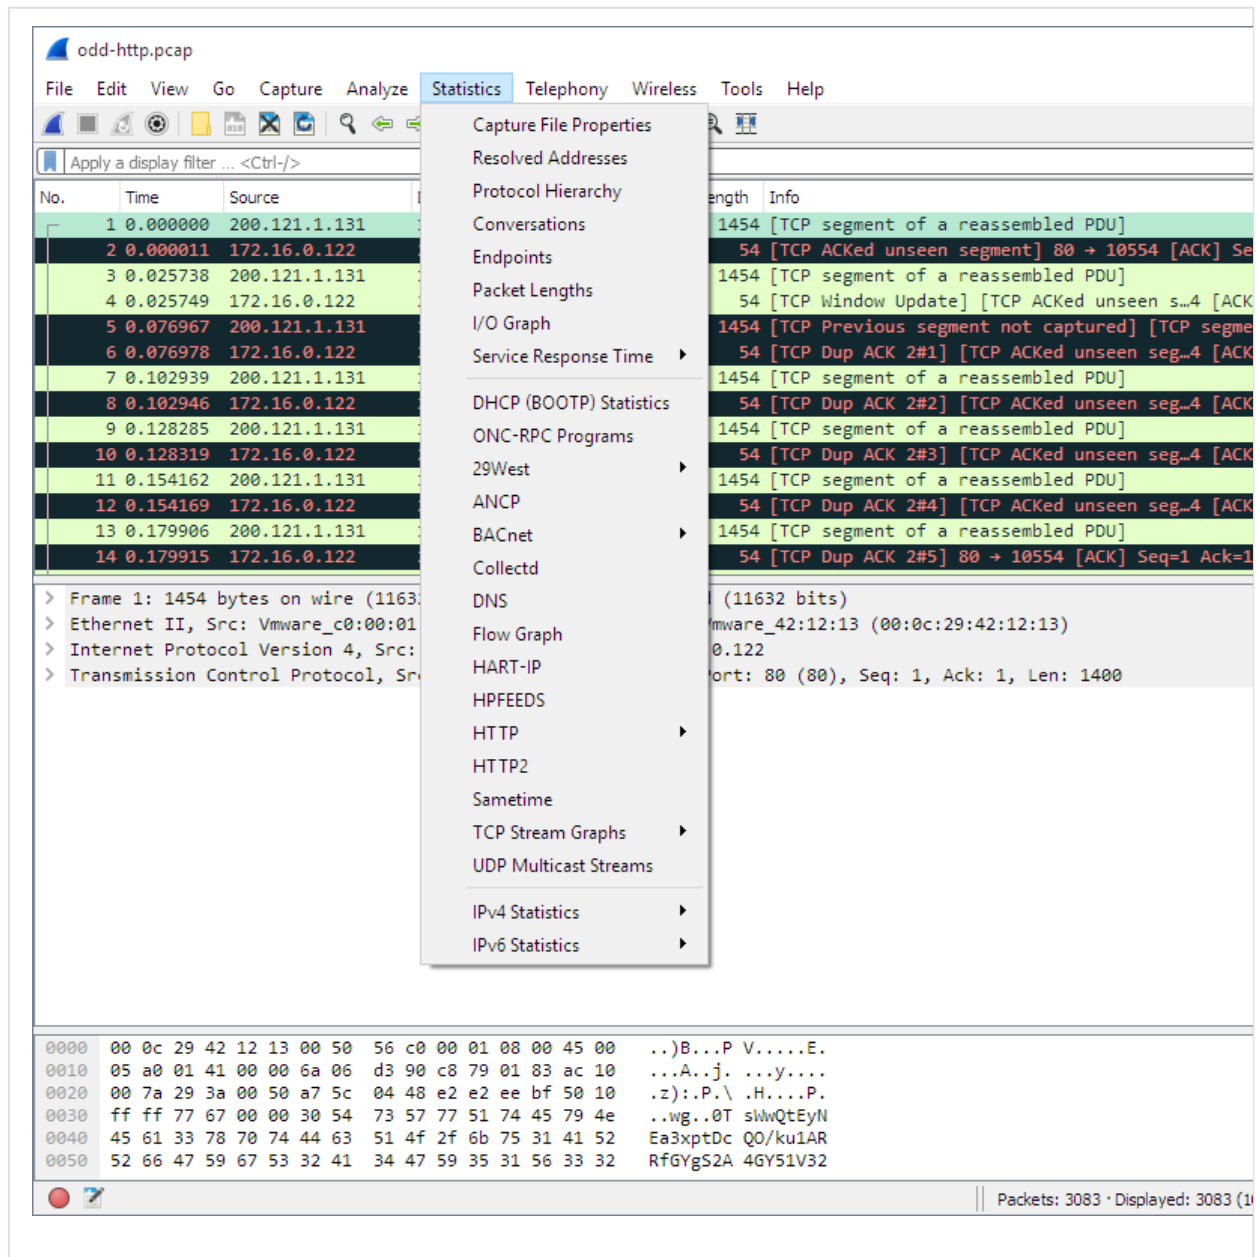 odd-http.pcap
File Edit View Go Capture Analyze Statistics Telephony Wireless Tools Help
Apply a display filter ... <Ctrl-/>
No. Time Source Info
1 0.000000 200.121.1.131 1454 [TCP segment of a reassembled PDU]
2 0.000011 172.16.0.122 54 [TCP ACKed unseen segment] 80 → 10554 [ACK]
3 0.025738 200.121.1.131 1454 [TCP segment of a reassembled PDU]
4 0.025749 172.16.0.122 54 [TCP Window Update] [TCP ACKed unseen s…4 [ACK
5 0.076967 200.121.1.131 1454 [TCP Previous segment not captured] [TCP segme
6 0.076978 172.16.0.122 54 [TCP Dup ACK 2#1] [TCP ACKed unseen seg…4 [ACK
7 0.102939 200.121.1.131 1454 [TCP segment of a reassembled PDU]
8 0.102946 172.16.0.122 54 [TCP Dup ACK 2#2] [TCP ACKed unseen seg…4 [ACK
9 0.128285 200.121.1.131 1454 [TCP segment of a reassembled PDU]
10 0.128319 172.16.0.122 54 [TCP Dup ACK 2#3] [TCP ACKed unseen seg…4 [ACK
11 0.154162 200.121.1.131 1454 [TCP segment of a reassembled PDU]
12 0.154169 172.16.0.122 54 [TCP Dup ACK 2#4] [TCP ACKed unseen seg…4 [ACK
13 0.179906 200.121.1.131 1454 [TCP segment of a reassembled PDU]
14 0.179915 172.16.0.122 54 [TCP Dup ACK 2#5] 80 → 10554 [ACK] Seq=1 Ack=1
Capture File Properties
Resolved Addresses
Protocol Hierarchy
Conversations
Endpoints
Packet Lengths
I/O Graph
Service Response Time
DHCP (BOOTP) Statistics
ONC-RPC Programs
29West
ANCP
BACnet
Collectd
DNS
Flow Graph
HART-IP
HPFEEDS
HTTP
HTTP2
Sametime
TCP Stream Graphs
UDP Multicast Streams
IPv4 Statistics
IPv6 Statistics
Frame 1: 1454 bytes on wire (1163 (11632 bits)
Ethernet II, Src: Vmware_c0:00:01 mware_42:12:13 (00:0c:29:42:12:13)
Internet Protocol Version 4, Src: 0.122
Transmission Control Protocol, Sr ort: 80 (80), Seq: 1, Ack: 1, Len: 1400
0000 00 0c 29 42 12 13 00 50 56 c0 00 01 08 00 45 00 ..)B...P V.....E.
0010 05 a0 01 41 00 00 6a 06 d3 90 c8 79 01 83 ac 10 ...A..j. ...y....
0020 00 7a 29 3a 00 50 a7 5c 04 48 e2 e2 ee bf 50 10 .z):.P.\ .H....P.
0030 ff ff 77 67 00 00 30 54 73 57 77 51 74 45 79 4e ..wg..0T sWwQtEyN
0040 45 61 33 78 70 74 44 63 51 4f 2f 6b 75 31 41 52 Ea3xptDc QO/ku1AR
0050 52 66 47 59 67 53 32 41 34 47 59 35 31 56 33 32 RfGYgS2A 4GY51V32
Packets: 3083 · Displayed: 3083